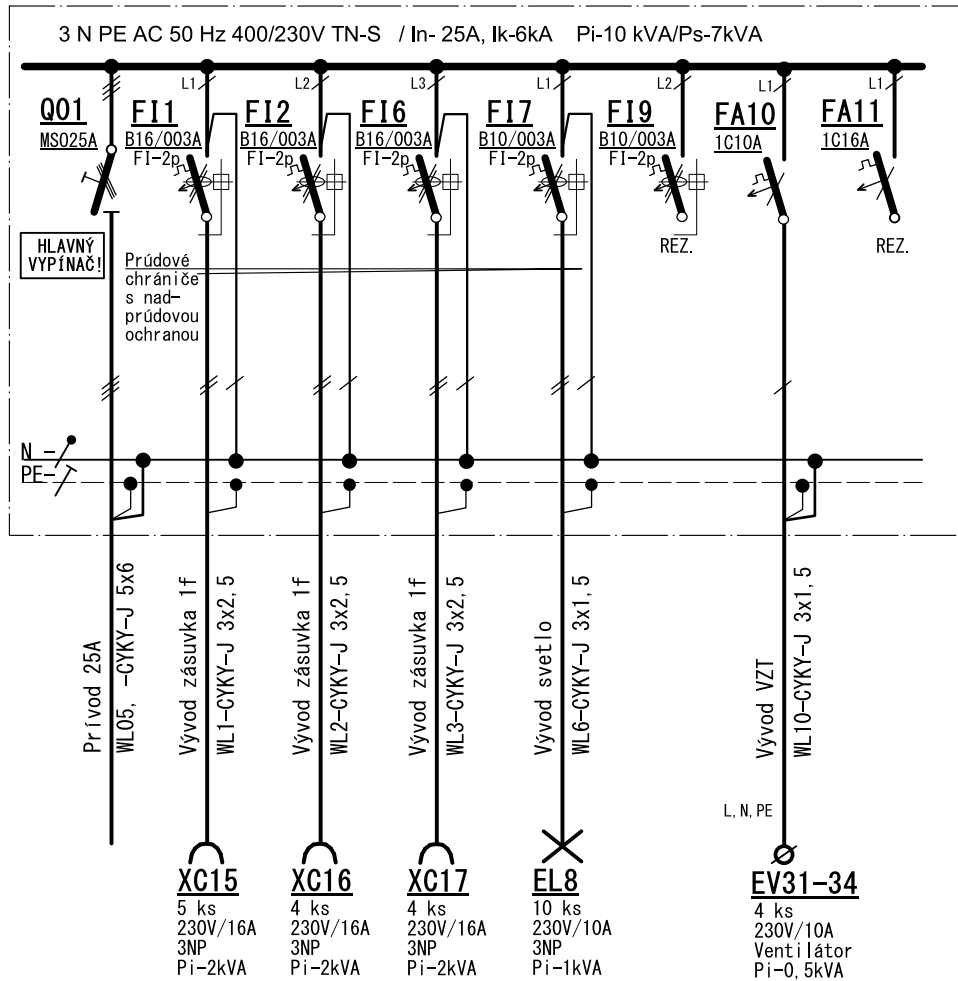 3 N PE AC 50 Hz 400/230V TN-S / In- 25A, Ik-6kA Pi-10 kVA/Ps-7kVA
L1
L2
L3
L1
L2
L1
L1
Q01
MSO25A
FI1
B16/003A
FI-2p
FI2
B16/003A
FI-2p
FI6
B16/003A
FI-2p
FI7
B10/003A
FI-2p
FI9
B10/003A
FI-2p
FA10
1C10A
FA11
1C16A
REZ.
REZ.
HLAVNÝ
VYPÍNAČ!
Prúdové
chrániče
s nad-
prúdovou
ochranou
N -
PE-
Prívod 25A
WL05, -CYKY-J 5x6
Vývod zásuvka 1f
WL1-CYKY-J 3x2,5
Vývod zásuvka 1f
WL2-CYKY-J 3x2,5
Vývod zásuvka 1f
WL3-CYKY-J 3x2,5
Vývod svetlo
WL6-CYKY-J 3x1,5
Vývod VZT
WL10-CYKY-J 3x1,5
L,N,PE
XC15
5 ks
230V/16A
3NP
Pi-2kVA
XC16
4 ks
230V/16A
3NP
Pi-2kVA
XC17
4 ks
230V/16A
3NP
Pi-2kVA
EL8
10 ks
230V/10A
3NP
Pi-1kVA
EV31-34
4 ks
230V/10A
Ventilátor
Pi-0,5kVA